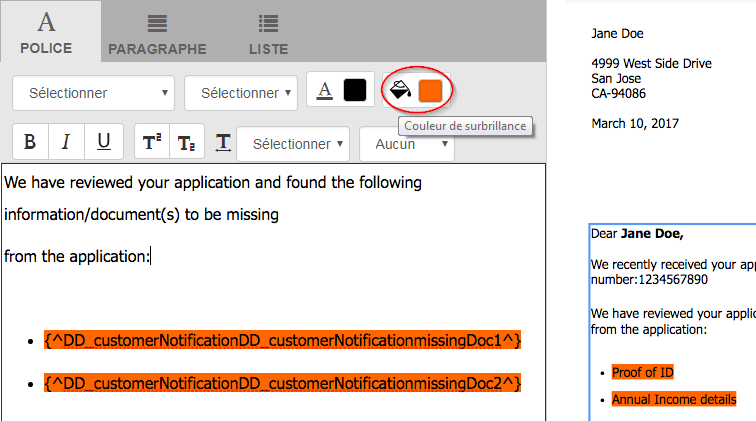 A
POLICE
PARAGRAPHE
LISTE
Sélectionner
Sélectionner
A
Couleur de surbrillance
B I U T² T₂ T Sélectionner Aucun
We have reviewed your application and found the following
information/document(s) to be missing
from the application:
• {^DD_customerNotificationDD_customerNotificationmissingDoc1^}
• {^DD_customerNotificationDD_customerNotificationmissingDoc2^}
Jane Doe
4999 West Side Drive
San Jose
CA-94086
March 10, 2017
Dear Jane Doe,
We recently received your app
number:1234567890
We have reviewed your applic
from the application:
• Proof of ID
• Annual Income details